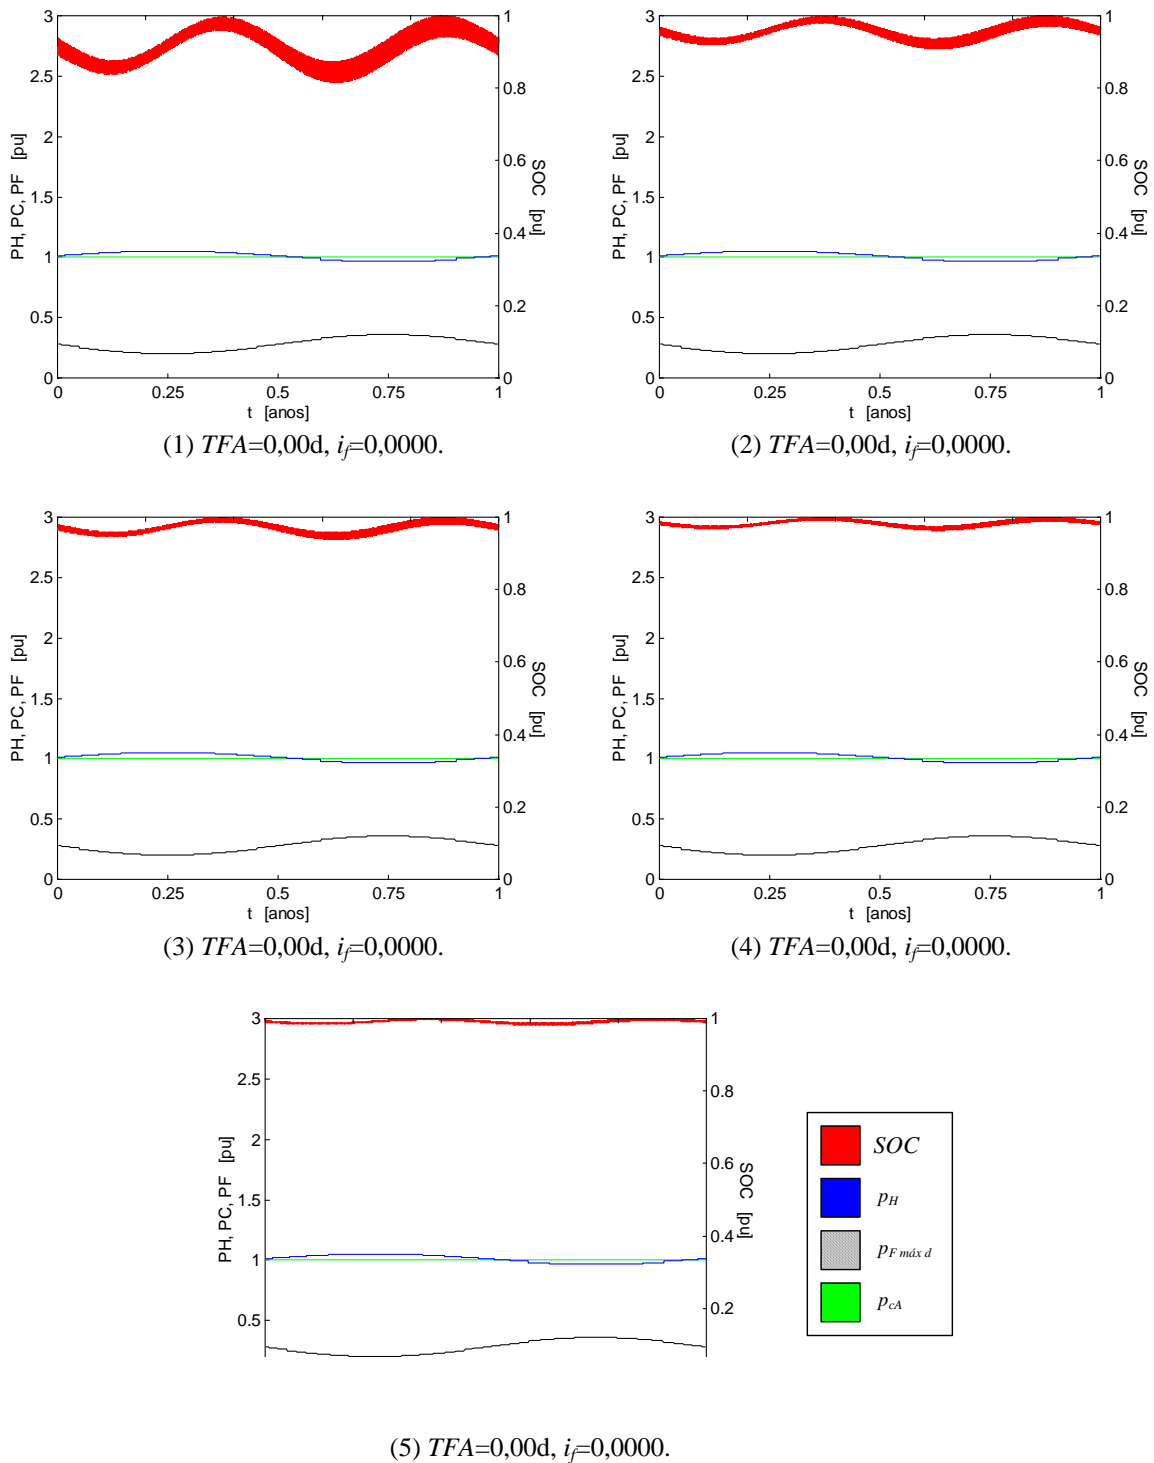 3
2.5
2
1.5
1
0.5
0
PH, PC, PF [pu]
1
0.8
0.6
0.4
0.2
0
SOC [pu]
0 0.25 0.5 0.75 1
t [anos]
(1) TFA=0,00d, if=0,0000.
3
2.5
2
1.5
1
0.5
0
PH, PC, PF [pu]
1
0.8
0.6
0.4
0.2
0
SOC [pu]
0 0.25 0.5 0.75 1
t [anos]
(2) TFA=0,00d, if=0,0000.
3
2.5
2
1.5
1
0.5
0
PH, PC, PF [pu]
1
0.8
0.6
0.4
0.2
0
SOC [pu]
0 0.25 0.5 0.75 1
t [anos]
(3) TFA=0,00d, if=0,0000.
3
2.5
2
1.5
1
0.5
0
PH, PC, PF [pu]
1
0.8
0.6
0.4
0.2
0
SOC [pu]
0 0.25 0.5 0.75 1
t [anos]
(4) TFA=0,00d, if=0,0000.
3
2.5
2
1.5
1
0.5
PH, PC, PF [pu]
1
0.8
0.6
0.4
0.2
SOC [pu]
SOC
pH
pF máx d
pcA
(5) TFA=0,00d, if=0,0000.